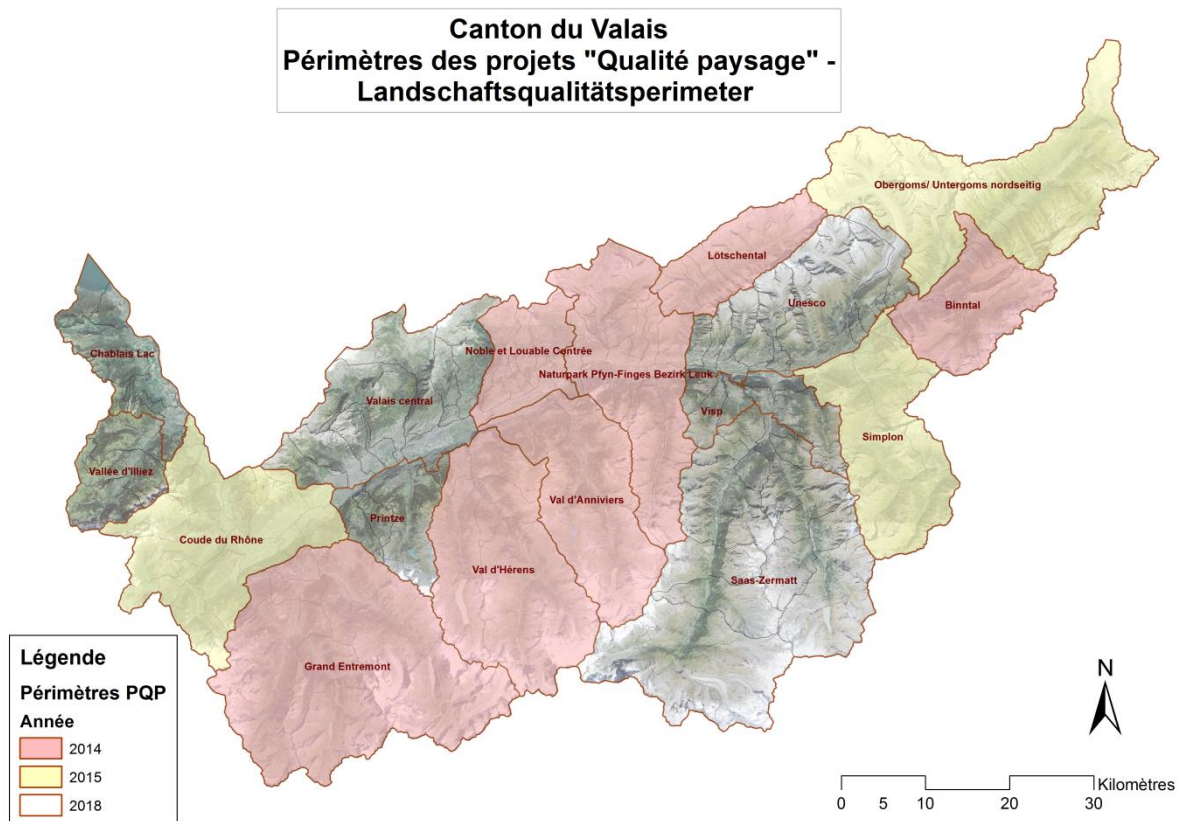 Canton du Valais
Périmètres des projets "Qualité paysage" -
Landschaftsqualitätsperimeter
Obergoms/ Untergoms nordseitig
Lötschental
Unesco
Binntal
Chablais Lac
Noble et Louable Contrée
Naturpark Pfyn-Finges Bezirk Leuk
Valais central
Visp
Simplon
Vallée d'Illiez
Val d'Anniviers
Printze
Coude du Rhône
Val d'Hérens
Saas-Zermatt
Grand Entremont
Légende
Périmètres PQP
Année
2014
2015
2018
N
Kilomètres
0 5 10 20 30